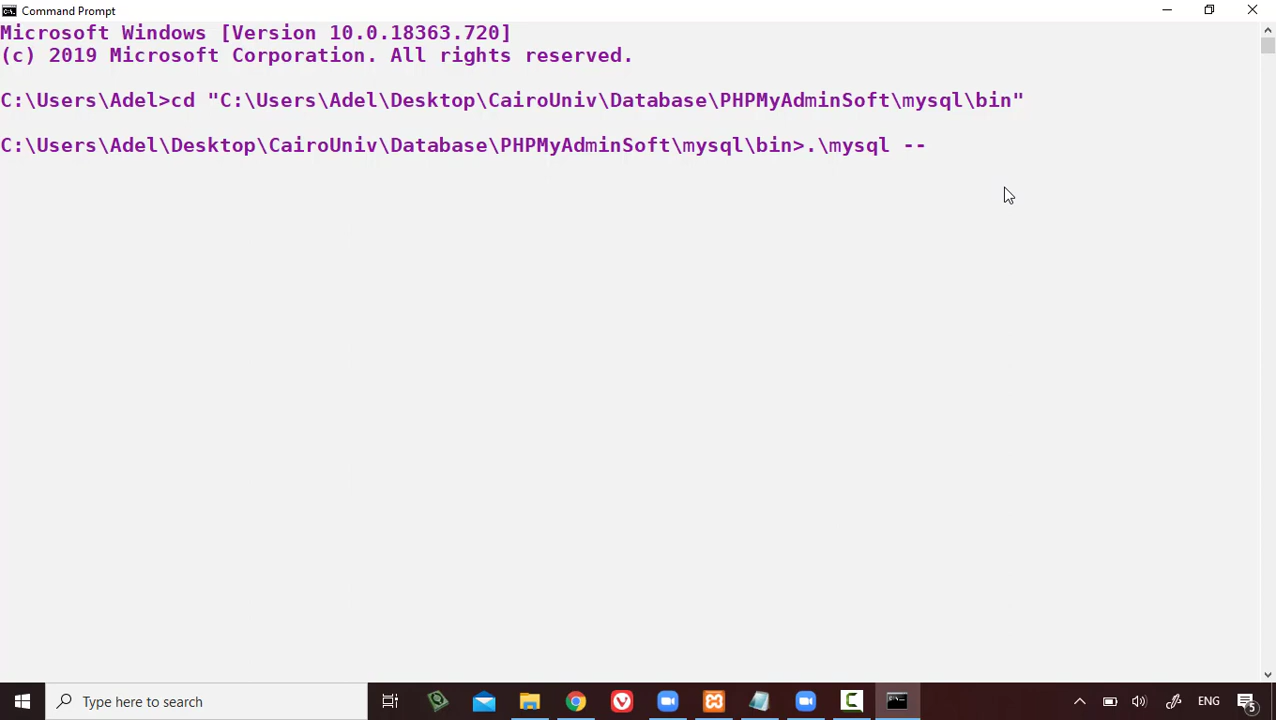 Command Prompt
Microsoft Windows [Version 10.0.18363.720]
(c) 2019 Microsoft Corporation. All rights reserved.
C:\Users\Adel>cd "C:\Users\Adel\Desktop\CairoUniv\Database\PHPMyAdminSoft\mysql\bin"
C:\Users\Adel\Desktop\CairoUniv\Database\PHPMyAdminSoft\mysql\bin>.\mysql --
Type here to search
ENG
5